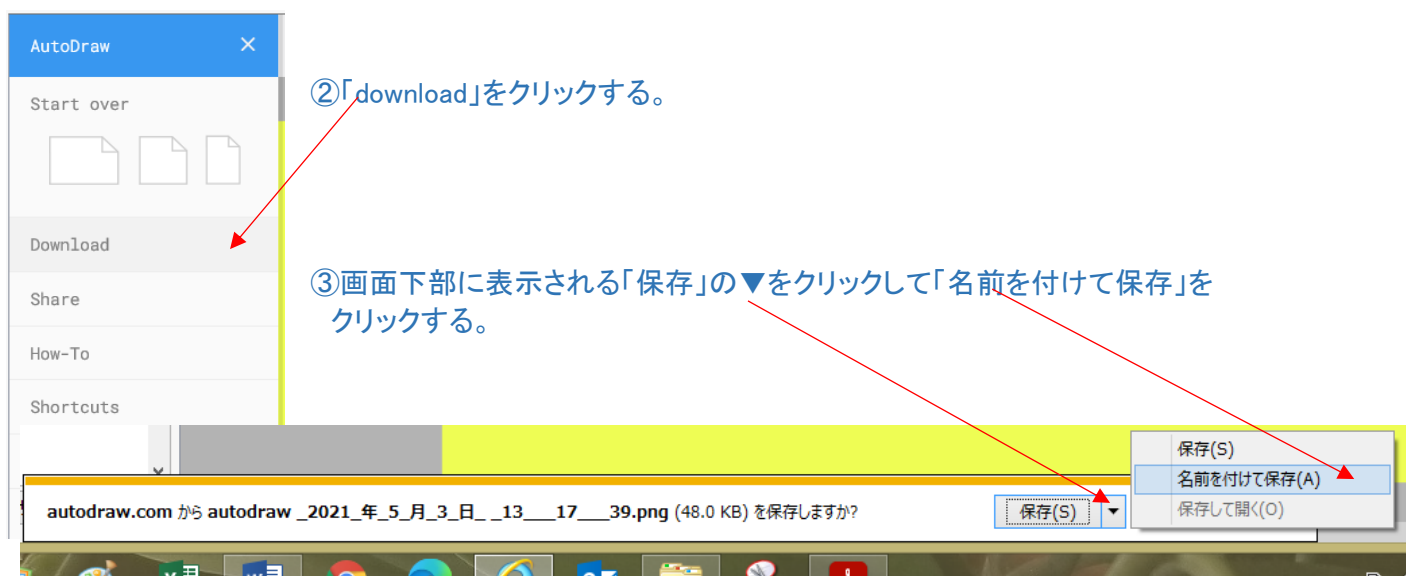 AutoDraw
Start over
②「download」をクリックする。
Download
Share
③画面下部に表示される「保存」の▼をクリックして「名前を付けて保存」を
クリックする。
How-To
Shortcuts
保存(S)
名前を付けて保存(A)
保存して開く(O)
autodraw.com から autodraw _2021_年_5_月_3_日_ _13___17___39.png (48.0 KB) を保存しますか?
保存(S)